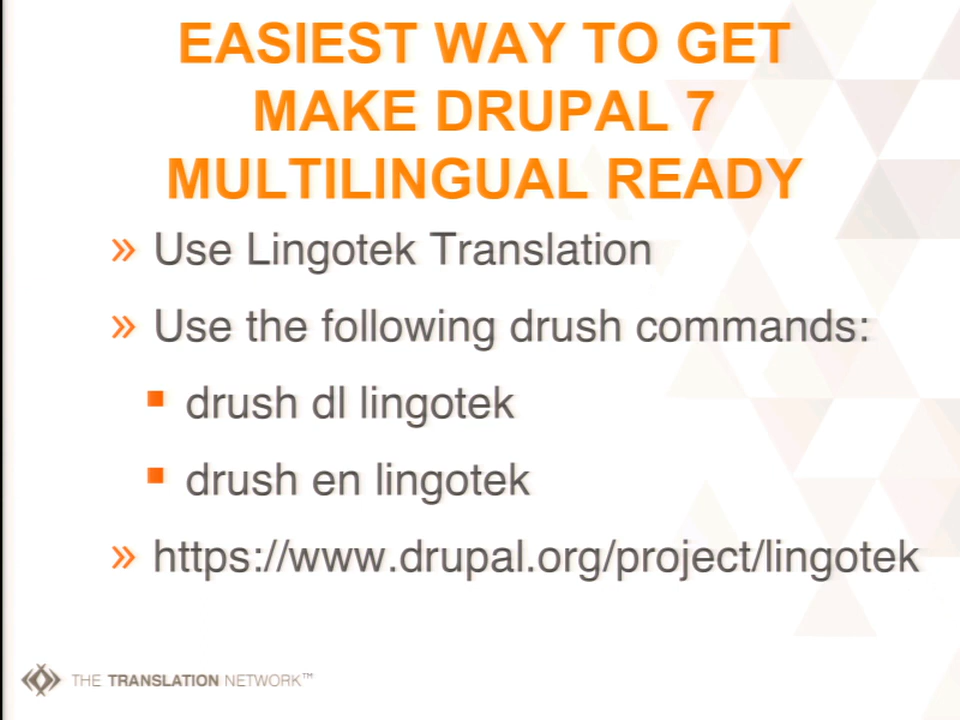 EASIEST WAY TO GET
MAKE DRUPAL 7
MULTILINGUAL READY
» Use Lingotek Translation
» Use the following drush commands:
▪ drush dl lingotek
▪ drush en lingotek
» https://www.drupal.org/project/lingotek
THE TRANSLATION NETWORK™